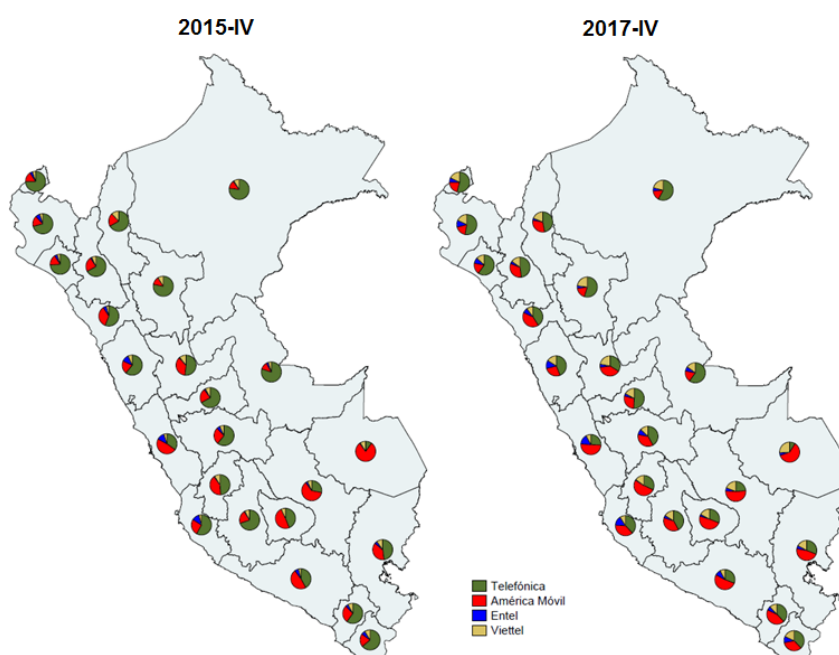 2015-IV
2017-IV
Telefónica
América Móvil
Entel
Viettel